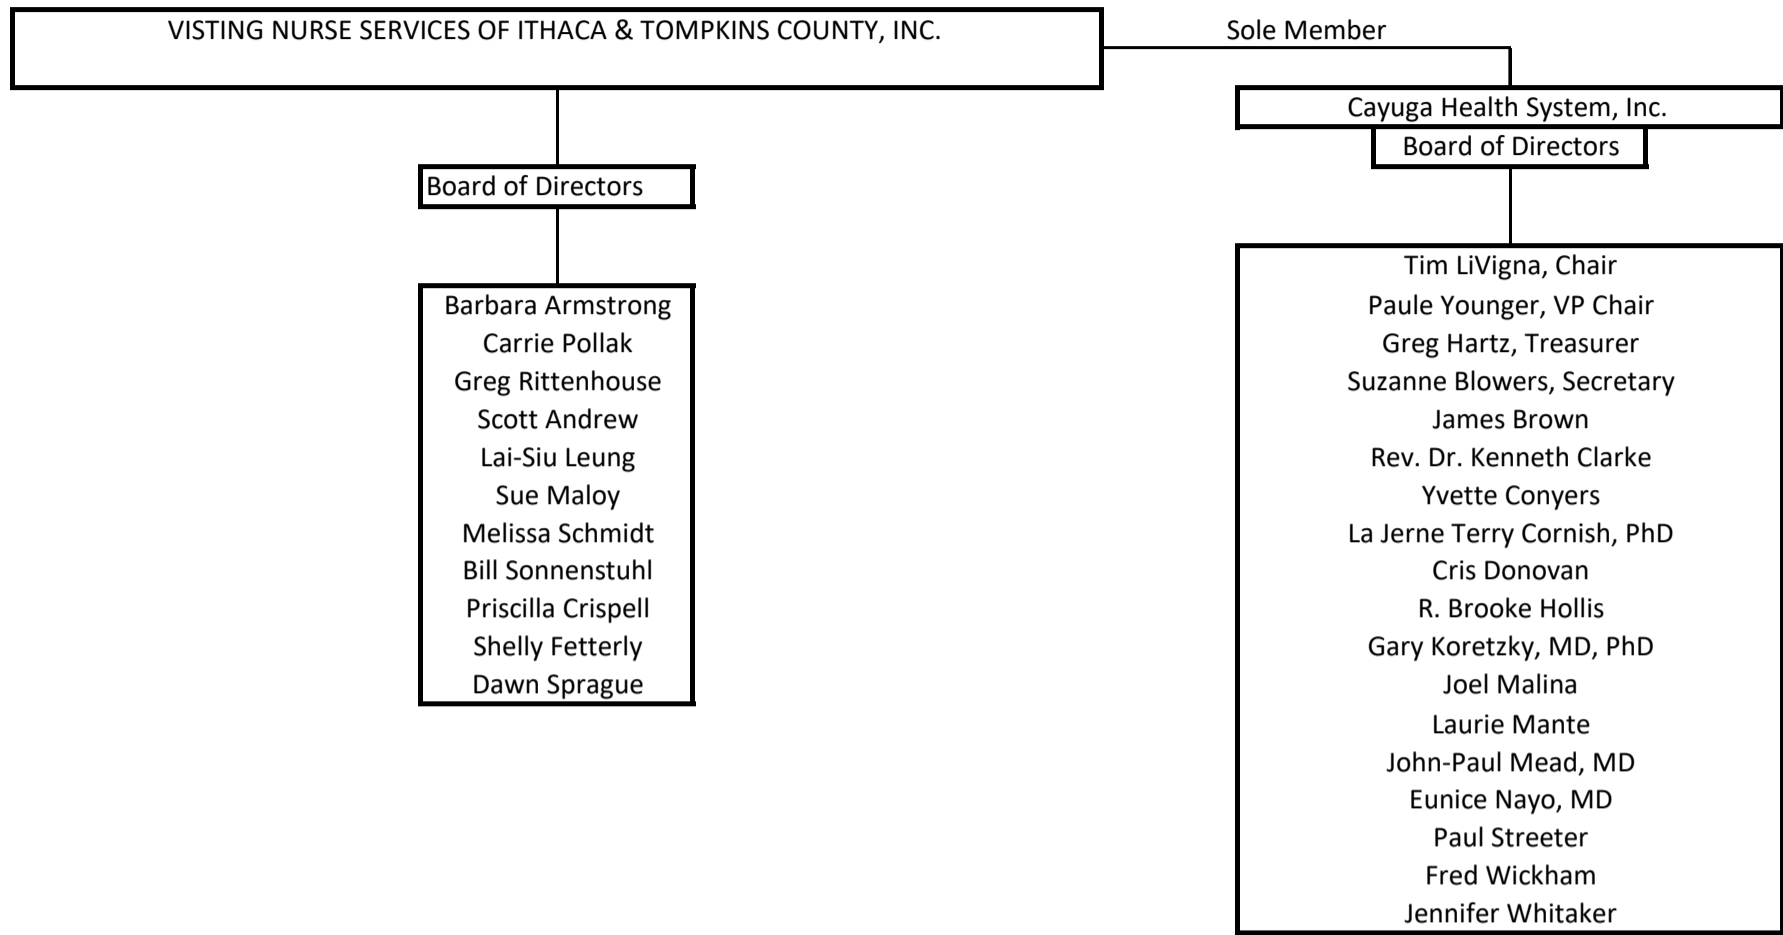 VISTING NURSE SERVICES OF ITHACA & TOMPKINS COUNTY, INC.
Sole Member
Cayuga Health System, Inc.
Board of Directors
Board of Directors
Barbara Armstrong
Carrie Pollak
Greg Rittenhouse
Scott Andrew
Lai-Siu Leung
Sue Maloy
Melissa Schmidt
Bill Sonnenstuhl
Priscilla Crispell
Shelly Fetterly
Dawn Sprague
Tim LiVigna, Chair
Paule Younger, VP Chair
Greg Hartz, Treasurer
Suzanne Blowers, Secretary
James Brown
Rev. Dr. Kenneth Clarke
Yvette Conyers
La Jerne Terry Cornish, PhD
Cris Donovan
R. Brooke Hollis
Gary Koretzky, MD, PhD
Joel Malina
Laurie Mante
John-Paul Mead, MD
Eunice Nayo, MD
Paul Streeter
Fred Wickham
Jennifer Whitaker